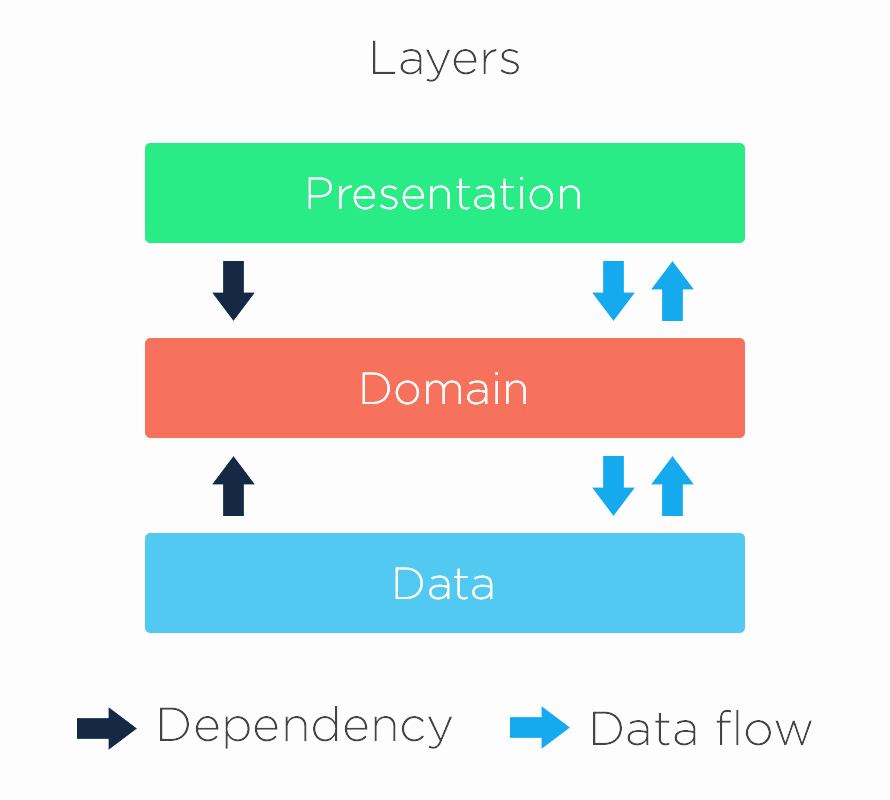 Layers
Presentation
Domain
Data
Dependency
Data flow